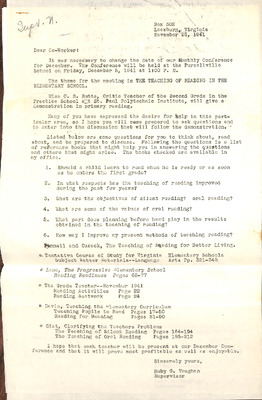 Box 502
Leesburg, Virginia
November 28, 1941
Dear Co-Worker:
It was necessary to change the date of our Monthly Conference
for December. The Conference will be held at the Purcellville
School on Friday, December 5, 1941 at 1:30 P. M.
The theme for the meeting is THE TEACHING OF READING IN THE
ELEMENTARY SCHOOL.
Miss C. B. Critic Teacher of the Second Grade in the
Practice School St. Paul Polytechnic Institute, will give a
demonstration in primary reading.
Many of you have expressed the desire for help in this partic-
ular area, so I hope you will come prepared to ask questions and
to enter into the discussion that will follow the demonstration.
Listed below are some questions for you to think about, read
about, and be prepared to discuss. Following the questions is a list
of reference books that might help you in answering the questions
and others that might arise. The books checked are available in
my office.
1. Should a child learn to read when he is ready or as soon
as he enters the first grade?
2. In what respects has the teaching of reading improved
during the past few years?
3. What are the objectives of silent reading? oral reading?
4. What are some of the values of oral reading?
5. What part does planning before hand play in the results
obtained in the teaching of reading?
6. How may I improve my present methods of teaching reading?
Pennell and Cusack, The Teaching of Reading for Better Living.
* Tentative Course of Study for Virginia Elementary Schools
Subject Matter Materials--Language Arts Pp.
* Lane, The Progressive Elementary School
Reading Readiness Pages 68-77
* The Grade Teacher--November 1941
Reading Activities Page 22
Reading Seatwork Page 24
* Davis, Teaching the Elementary Curriculum
Teaching Pupils to Read Pages 17-50
Reading for Meaning Pages 51-90
* Gist, Clarifying the Teachers Problems
The Teaching of Silent Reading Pages 164-194
The Teaching of Oral Reading Pages 195-212
I hope that each teacher will be present at our December Con-
ference and that it will prove most profitable as well as enjoyable.
Sincerely yours,
Ruby G. Vaughan
Supervisor